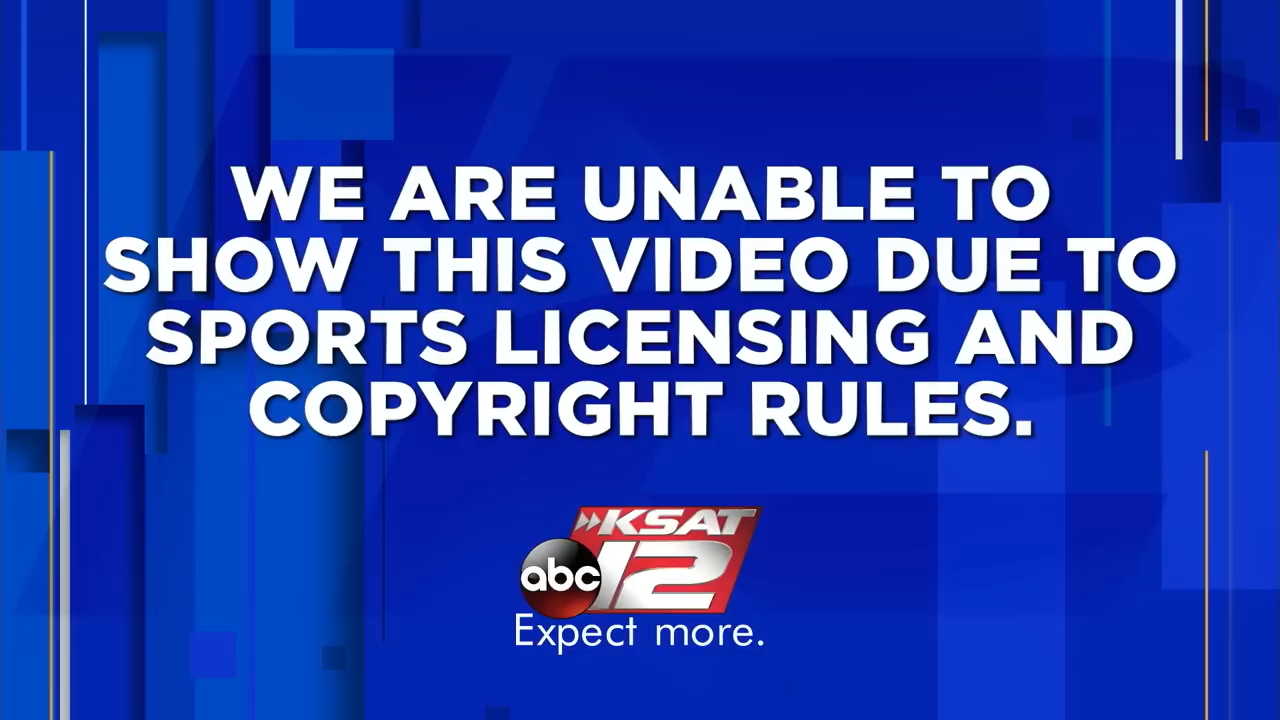 WE ARE UNABLE TO
SHOW THIS VIDEO DUE TO
SPORTS LICENSING AND
COPYRIGHT RULES.
KSAT
abc 12
Expect more.